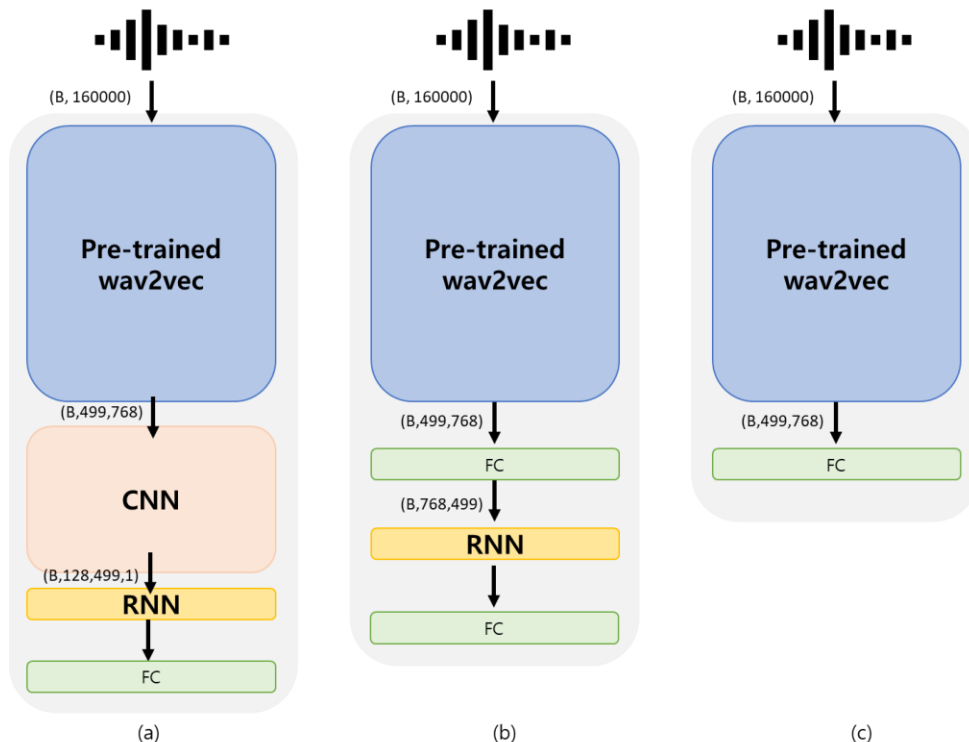 (B, 160000)
Pre-trained
wav2vec
(B,499,768)
CNN
(B,128,499,1)
RNN
FC
(a)
(B, 160000)
Pre-trained
wav2vec
(B,499,768)
FC
(B,768,499)
RNN
FC
(b)
(B, 160000)
Pre-trained
wav2vec
(B,499,768)
FC
(c)